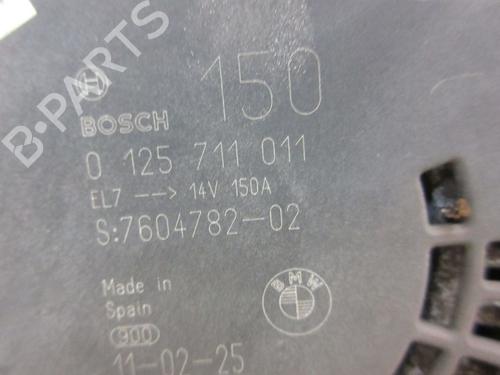 150
BOSCH
0 125 711 011
EL7 --> 14V 150A
S:7604782-02
Made in
Spain
900
BMW
11-02-25
B-PARTS